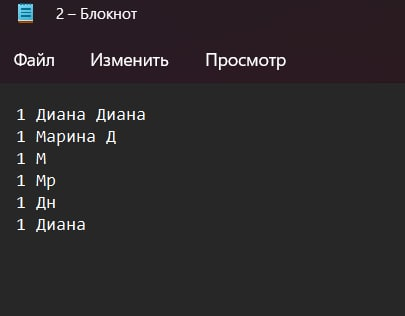 2 – Блокнот
Файл Изменить Просмотр
1 Диана Диана
1 Марина Д
1 М
1 Мр
1 Дн
1 Диана